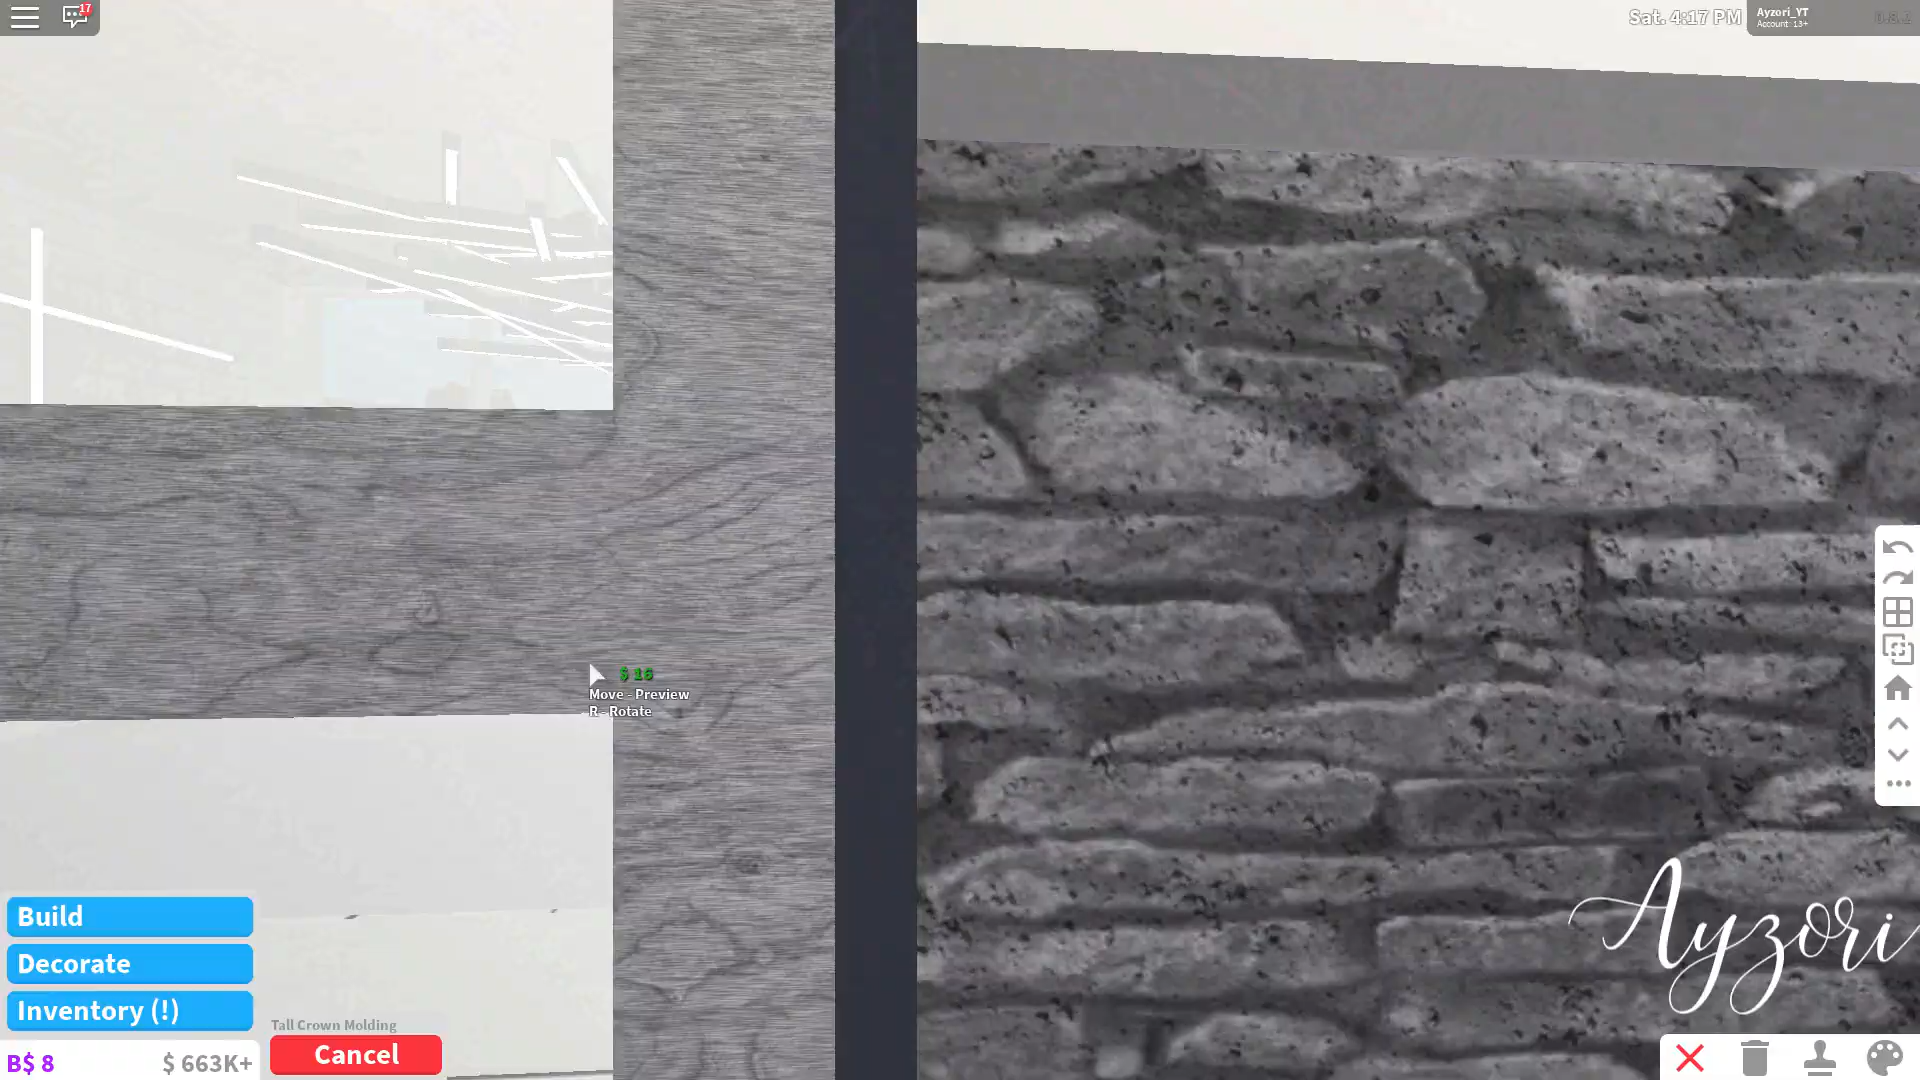 17
Sat. 4:17 PM
Ayzori_YT
Account: 13+
$ 16
Move - Preview
R - Rotate
Build
Decorate
Inventory (!)
Tall Crown Molding
Cancel
B$ 8
$ 663K+
Ayzori